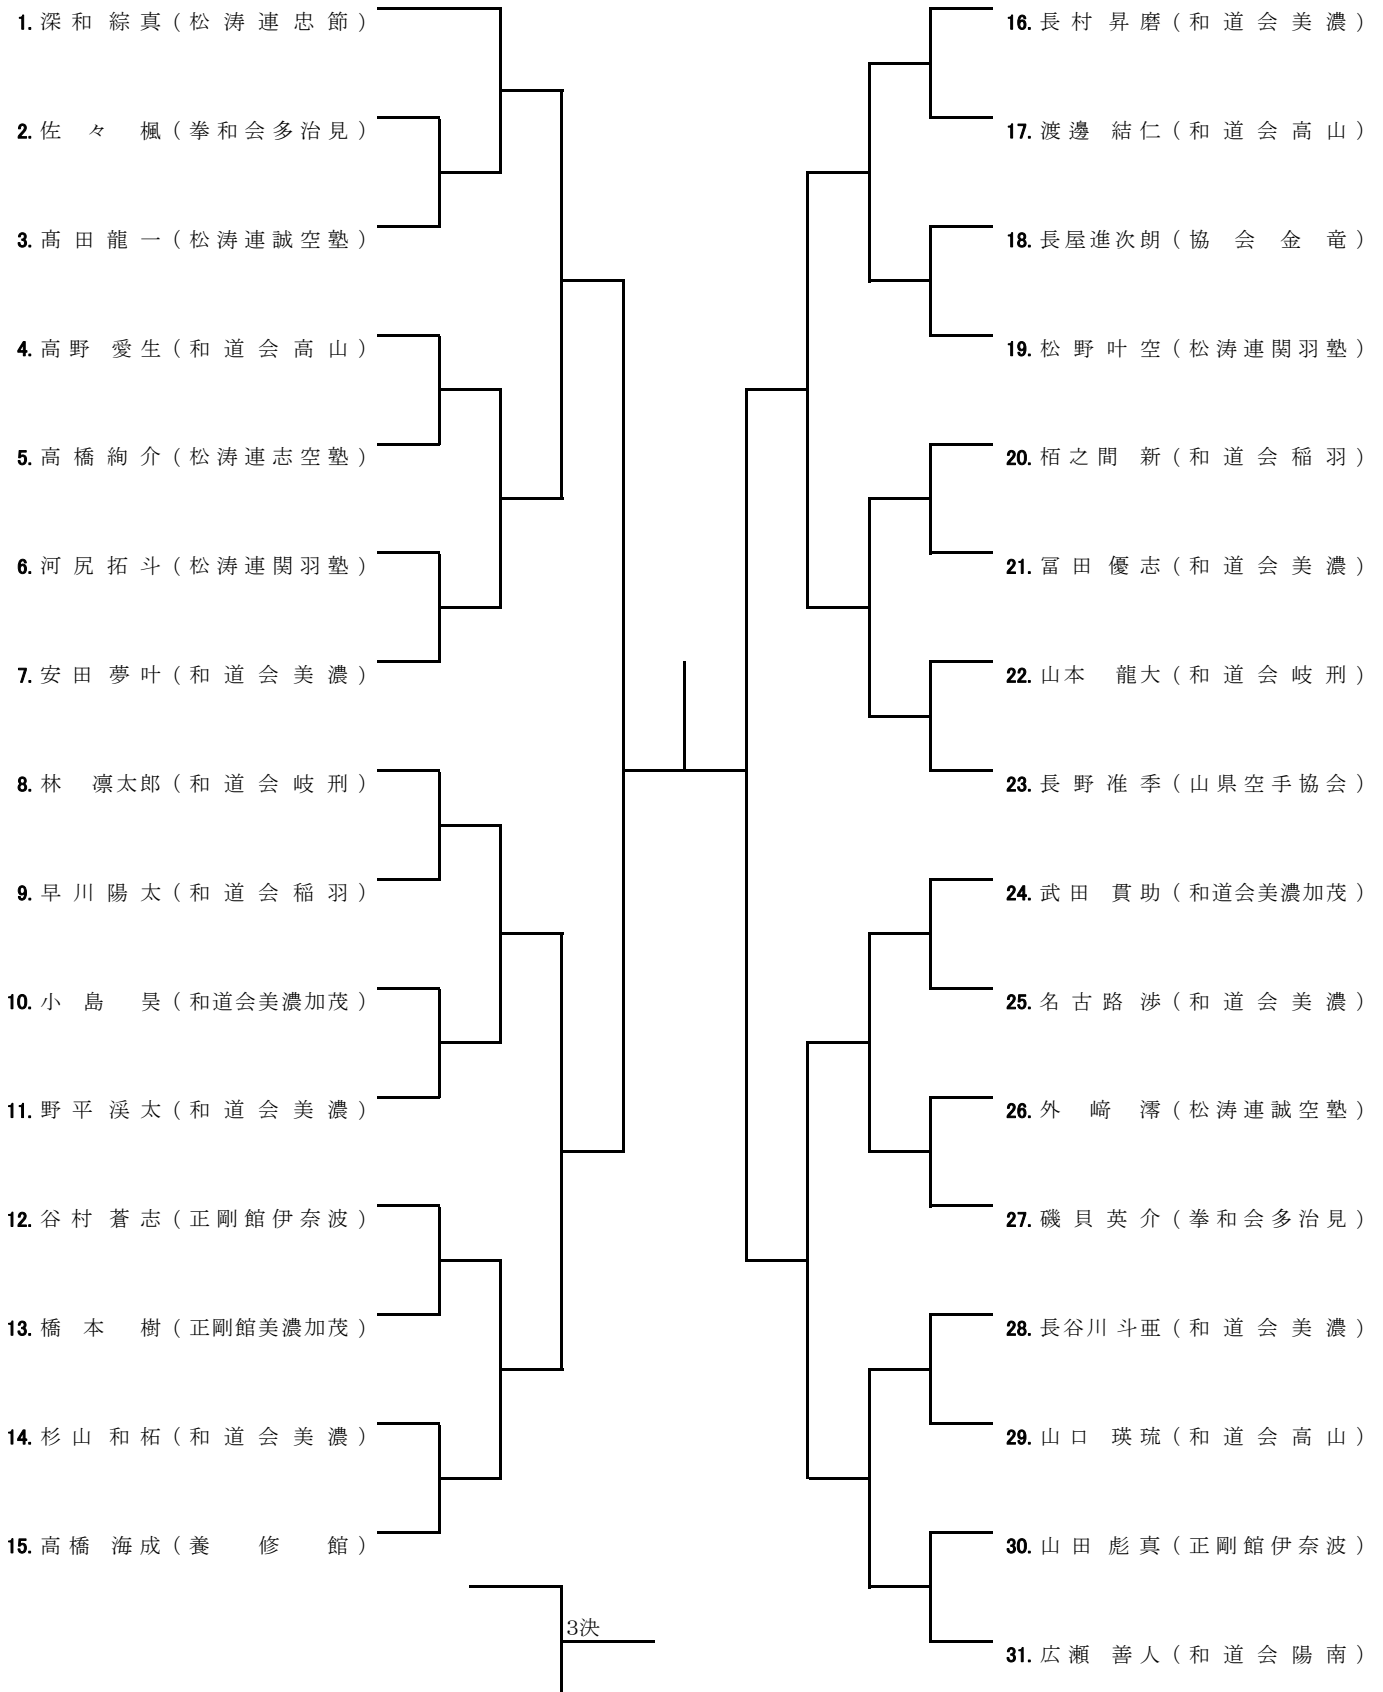 1. 深和綜真(松涛連忠節)
2. 佐々 楓(拳和会多治見)
3. 髙田龍一(松涛連誠空塾)
4. 高野 愛生(和道会高山)
5. 高橋絢介(松涛連志空塾)
6. 河尻拓斗(松涛連関羽塾)
7. 安田夢叶(和道会美濃)
8. 林 凛太郎(和道会岐刑)
9. 早川陽太(和道会稲羽)
10. 小島 昊(和道会美濃加茂)
11. 野平渓太(和道会美濃)
12. 谷村蒼志(正剛館伊奈波)
13. 橋本 樹(正剛館美濃加茂)
14. 杉山和柘(和道会美濃)
15. 高橋 海成(養修館)
3決
16. 長村昇磨(和道会美濃)
17. 渡邊 結仁(和道会高山)
18. 長屋進次朗(協会金竜)
19. 松野叶空(松涛連関羽塾)
20. 栢之間 新(和道会稲羽)
21. 冨田優志(和道会美濃)
22. 山本 龍大(和道会岐刑)
23. 長野准季(山県空手協会)
24. 武田 貫助(和道会美濃加茂)
25. 名古路渉(和道会美濃)
26. 外﨑 澪(松涛連誠空塾)
27. 磯貝英介(拳和会多治見)
28. 長谷川 斗亜(和道会美濃)
29. 山口 瑛琉(和道会高山)
30. 山田彪真(正剛館伊奈波)
31. 広瀬 善人(和道会陽南)